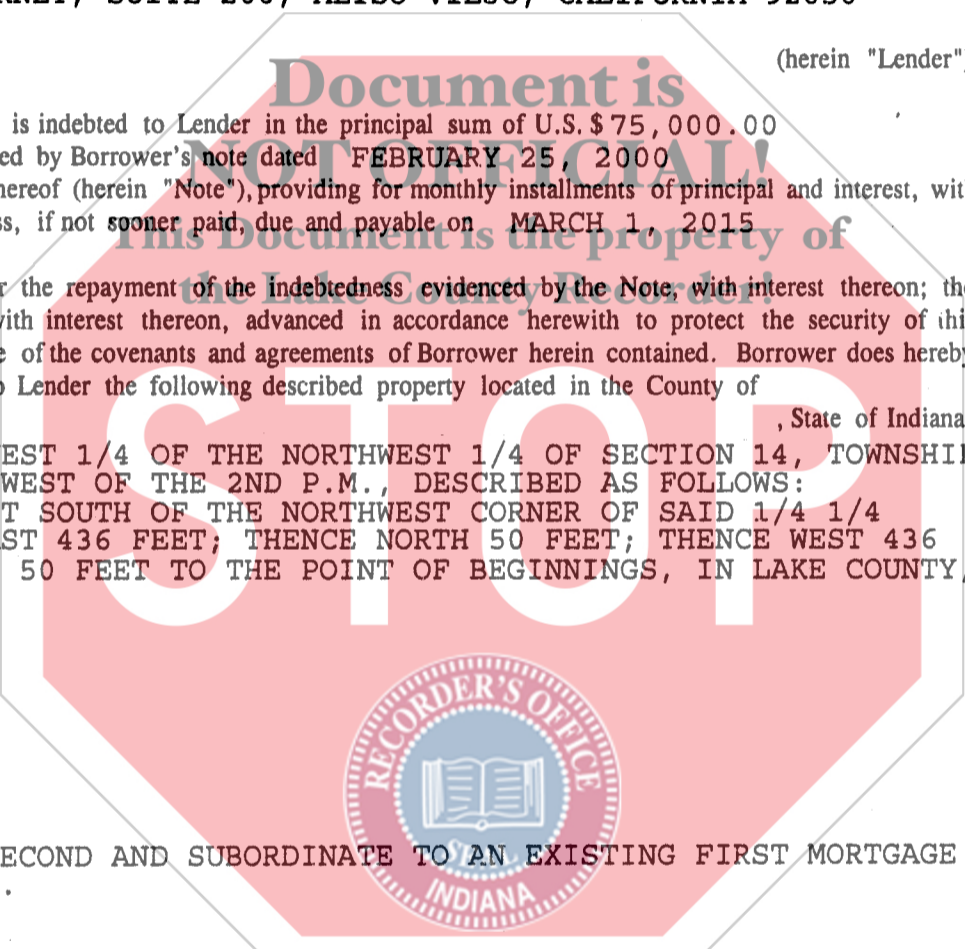 SUITE 200, ALISO VIEJO, CALIFORNIA
(herein "Lender")
Document is
is indebted to Lender in the principal sum of U.S. $ 75,000.00
ed by Borrower's note dated FEBRUARY 25, 2000
NOT OFFICIAL!
hereof (herein "Note"), providing for monthly installments of principal and interest, wit
ss, if not sooner paid, due and payable on MARCH 1, 2015
This Document is the property of
the Lake County Recorder!
r the repayment of the indebtedness evidenced by the Note, with interest thereon; the
with interest thereon, advanced in accordance herewith to protect the security of thi
e of the covenants and agreements of Borrower herein contained. Borrower does hereby
o Lender the following described property located in the County of
, State of Indiana
STOP
EST 1/4 OF THE NORTHWEST 1/4 OF SECTION 14, TOWNSHIP
WEST OF THE 2ND P.M., DESCRIBED AS FOLLOWS:
T SOUTH OF THE NORTHWEST CORNER OF SAID 1/4 1/4
ST 436 FEET; THENCE NORTH 50 FEET; THENCE WEST 436
50 FEET TO THE POINT OF BEGINNINGS, IN LAKE COUNTY,
RECORDER'S OFFICE
SEAL
INDIANA
ECOND AND SUBORDINATE TO AN EXISTING FIRST MORTGAGE
.